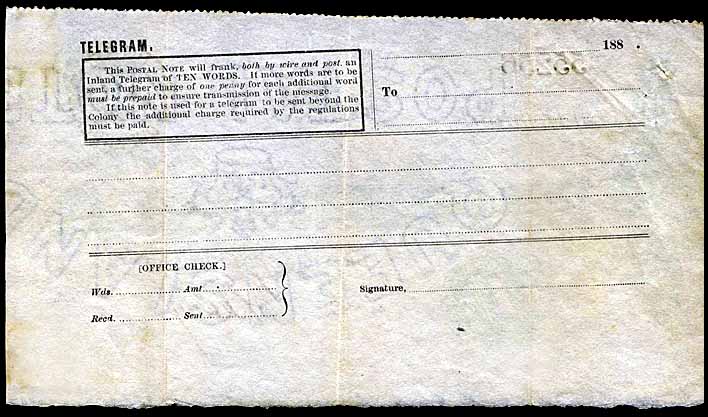 TELEGRAM.
188 .
This POSTAL NOTE will frank, both by wire and post, an
Inland Telegram of TEN WORDS. If more words are to be
sent, a further charge of one penny for each additional word
must be prepaid to ensure transmission of the message.
If this note is used for a telegram to be sent beyond the
Colony the additional charge required by the regulations
must be paid.
To
[OFFICE CHECK.]
Wds. Amt.
Recd. Sent
Signature,